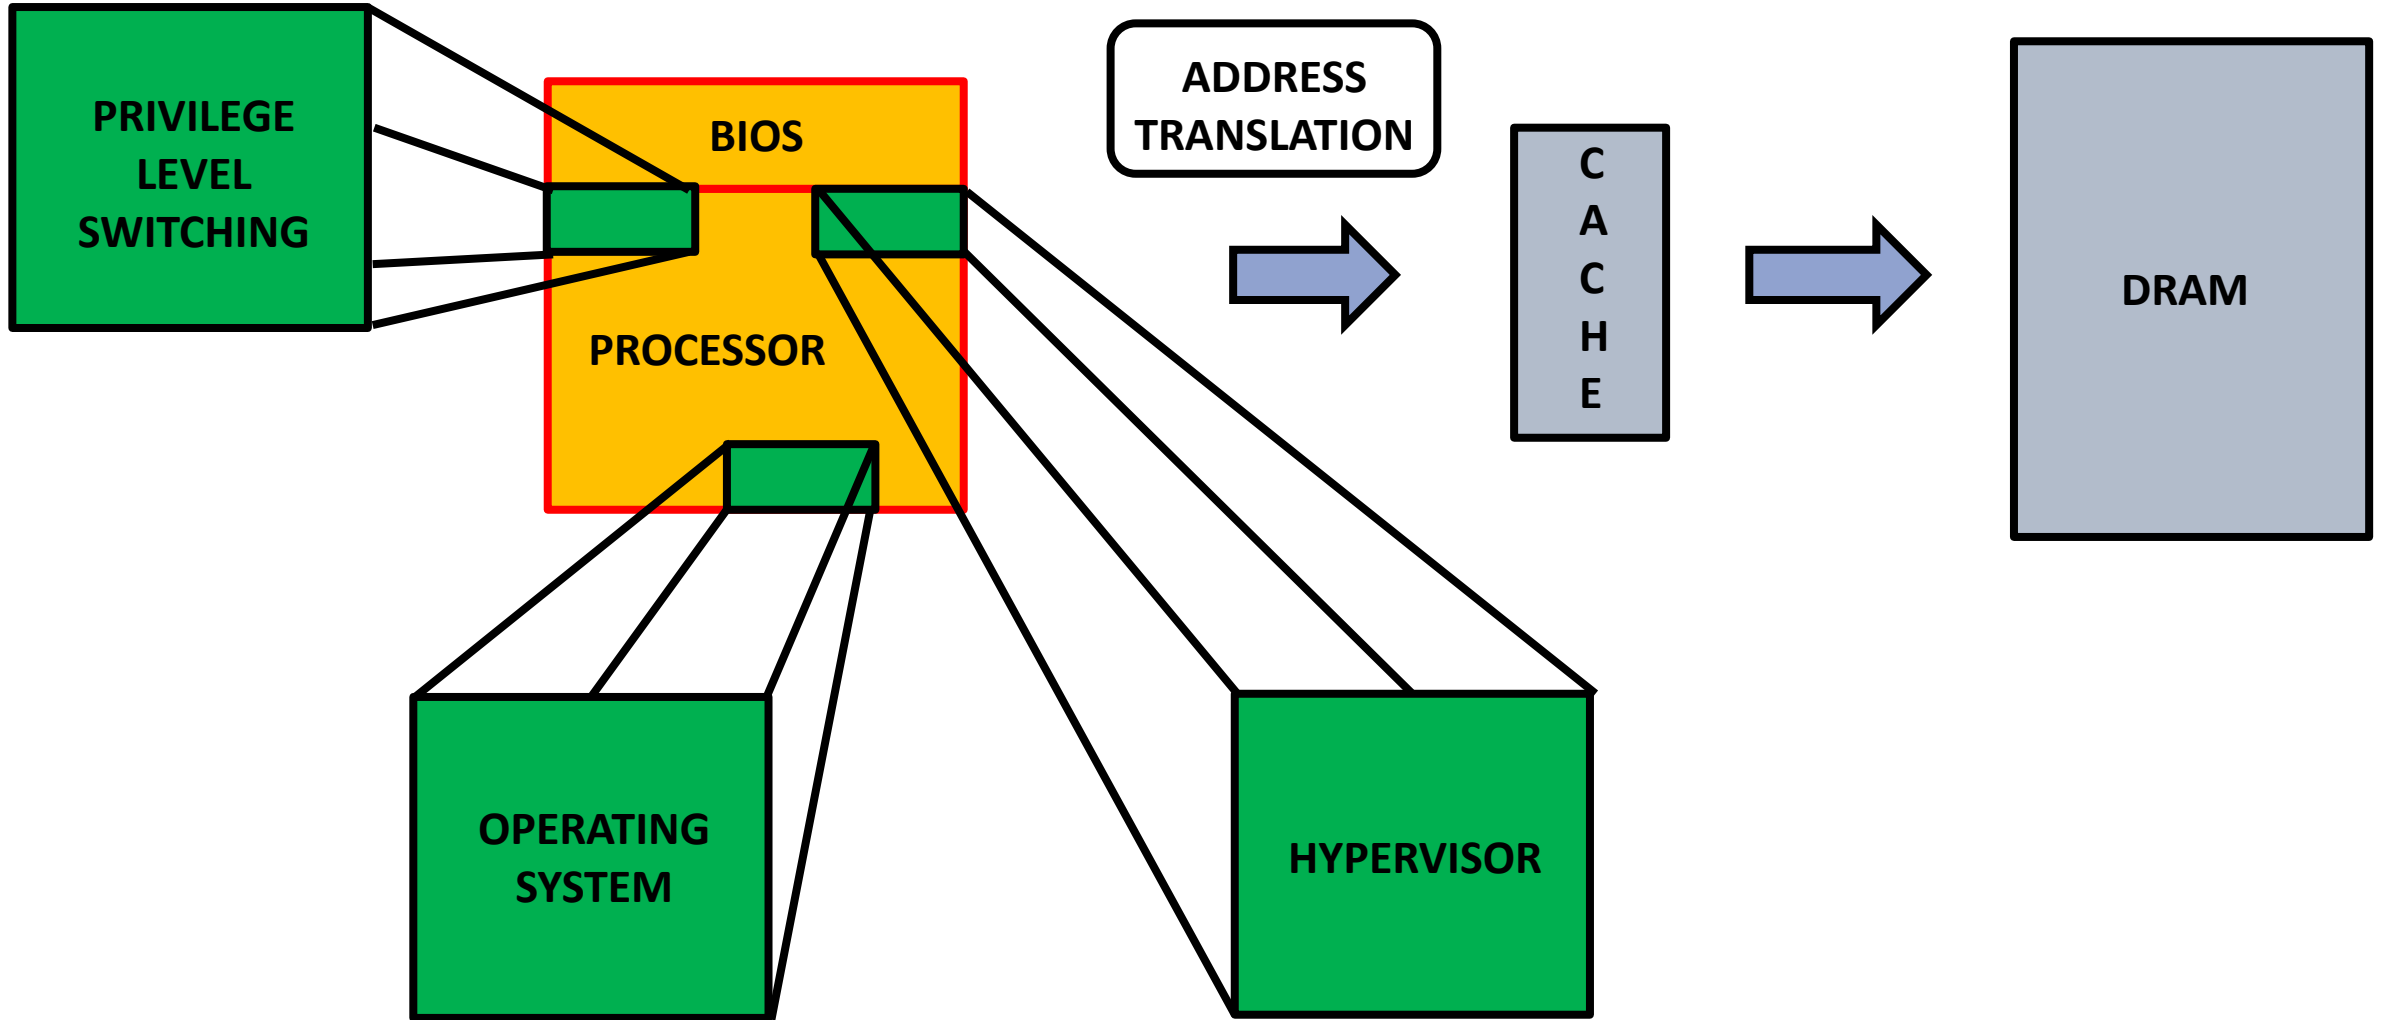 PRIVILEGE
LEVEL
SWITCHING
BIOS
PROCESSOR
ADDRESS
TRANSLATION
C
A
C
H
E
DRAM
OPERATING
SYSTEM
HYPERVISOR